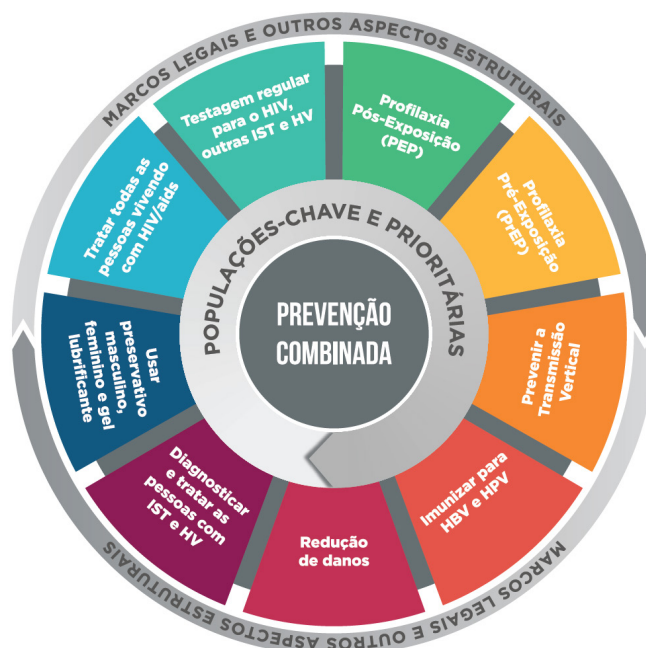 MARCOS LEGAIS E OUTROS ASPECTOS ESTRUTURAIS
Testagem regular
para o HIV,
outras IST e HV
Profilaxia
Pós-Exposição
(PEP)
Profilaxia
Pré-Exposição
(PrEP)
Prevenir a
Transmissão
Vertical
Imunizar para
HBV e HPV
Redução
de danos
Diagnosticar
e tratar as
pessoas com
IST e HV
Usar
preservativo
masculino,
feminino e gel
lubrificante
Tratar todas as
pessoas vivendo
com HIV/aids
POPULAÇÕES-CHAVE E PRIORITÁRIAS
PREVENÇÃO
COMBINADA
MARCOS LEGAIS E OUTROS ASPECTOS ESTRUTURAIS